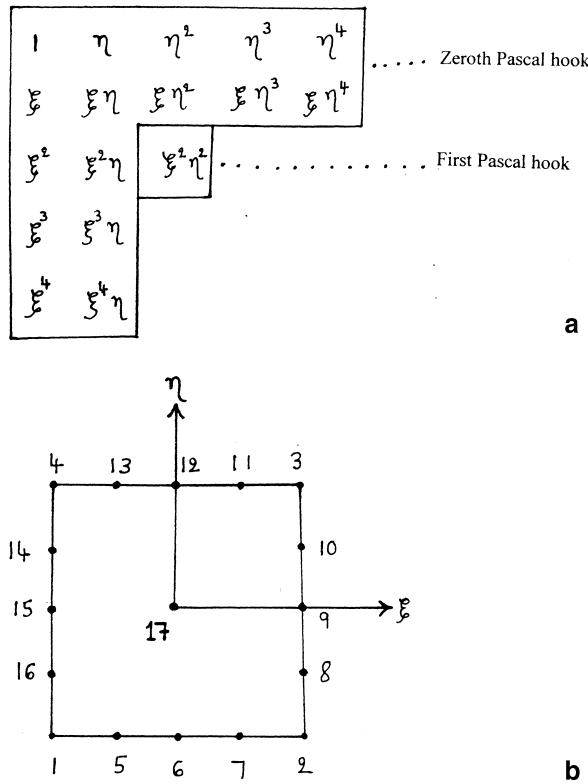 1 η η² η³ η⁴
..... Zeroth Pascal hook
ξ ξη ξη² ξη³ ξη⁴
ξ² ξ²η ξ²η²
............ First Pascal hook
ξ³ ξ³η
ξ⁴ ξ⁴η
a
η
4 13 12 11 3
14 10
15 17 9 ξ
16 8
1 5 6 7 2
b